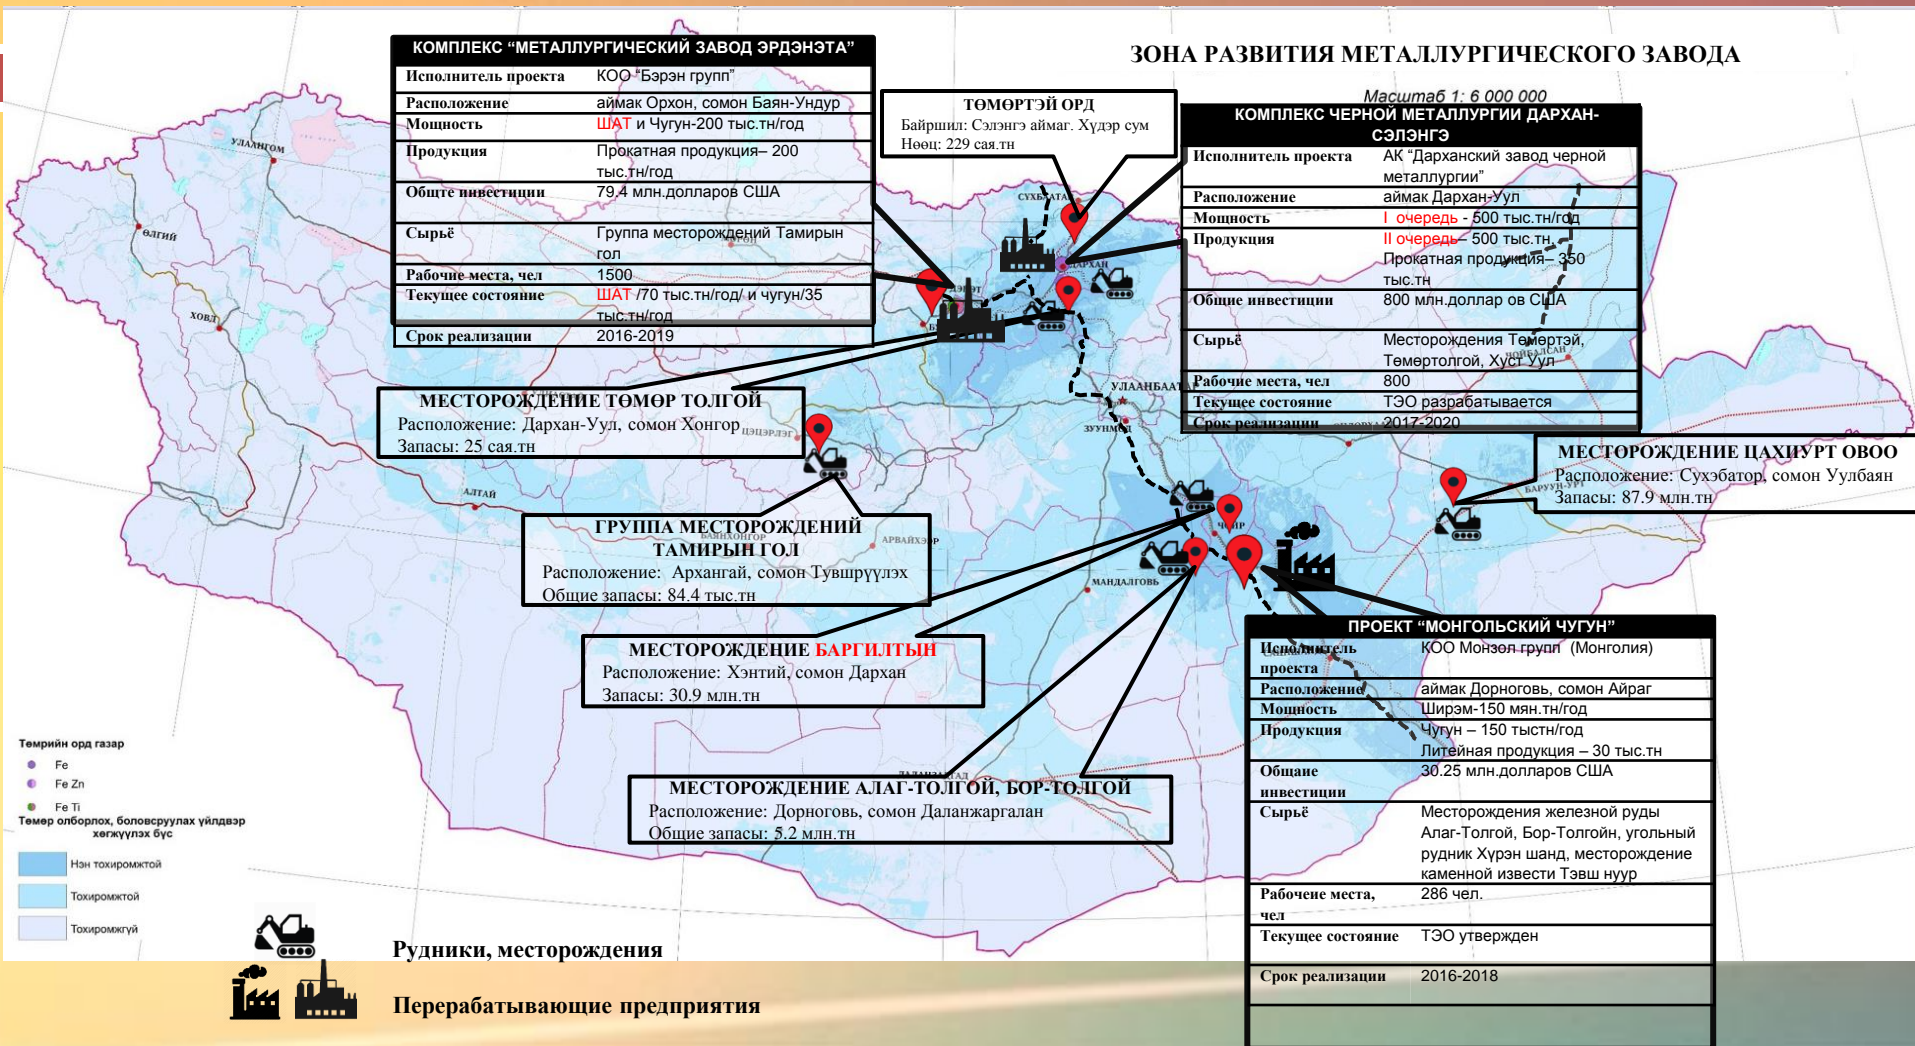 ЗОНА РАЗВИТИЯ МЕТАЛЛУРГИЧЕСКОГО ЗАВОДА
Масштаб 1: 6 000 000
КОМПЛЕКС “МЕТАЛЛУРГИЧЕСКИЙ ЗАВОД ЭРДЭНЭТА”
Исполнитель проекта КОО “Бэрэн групп”
Расположение аймак Орхон, сомон Баян-Ундур
Мощность ШАТ и Чугун-200 тыс.тн/год
Продукция Прокатная продукция– 200
тыс.тн/год
Общте инвестиции 79.4 млн.долларов США
Сырьё Группа месторождений Тамирын
гол
Рабочие места, чел 1500
Текущее состояние ШАТ /70 тыс.тн/год/ и чугун/35
тыс.тн/год
Срок реализации 2016-2019
ТӨМӨРТЭЙ ОРД
Байршил: Сэлэнгэ аймаг. Хүдэр сум
Нөөц: 229 сая.тн
КОМПЛЕКС ЧЕРНОЙ МЕТАЛЛУРГИИ ДАРХАН-
СЭЛЭНГЭ
Исполнитель проекта АК “Дарханский завод черной
металлургии”
Расположение аймак Дархан-Уул
Мощность I очередь - 500 тыс.тн/год
Продукция II очередь– 500 тыс.тн,
Прокатная продукция– 350
тыс.тн
Общие инвестиции 800 млн.доллар ов США
Сырьё Месторождения Төмөртэй,
Төмөртолгой, Хуст Уул
Рабочие места, чел 800
Текущее состояние ТЭО разрабатывается
Срок реализации 2017-2020
МЕСТОРОЖДЕНИЕ ТӨМӨР ТОЛГОЙ
Расположение: Дархан-Уул, сомон Хонгор
Запасы: 25 сая.тн
МЕСТОРОЖДЕНИЕ ЦАХИУРТ ОВОО
Расположение: Сухэбатор, сомон Уулбаян
Запасы: 87.9 млн.тн
ГРУППА МЕСТОРОЖДЕНИЙ
ТАМИРЫН ГОЛ
Расположение: Архангай, сомон Тувшрүүлэх
Общие запасы: 84.4 тыс.тн
МЕСТОРОЖДЕНИЕ БАРГИЛТЫН
Расположение: Хэнтий, сомон Дархан
Запасы: 30.9 млн.тн
МЕСТОРОЖДЕНИЕ АЛАГ-ТОЛГОЙ, БОР-ТОЛГОЙ
Расположение: Дорноговь, сомон Даланжаргалан
Общие запасы: 5.2 млн.тн
ПРОЕКТ “МОНГОЛЬСКИЙ ЧУГУН”
Исполнитель КОО Монзол групп (Монголия)
проекта
Расположение аймак Дорноговь, сомон Айраг
Мощность Ширэм-150 мян.тн/год
Продукция Чугун – 150 тыстн/год
Литейная продукция – 30 тыс.тн
Общаие 30.25 млн.долларов США
инвестиции
Сырьё Месторождения железной руды
Алаг-Толгой, Бор-Толгойн, угольный
рудник Хүрэн шанд, месторождение
каменной извести Тэвш нуур
Рабочеие места, 286 чел.
чел
Текущее состояние ТЭО утвержден
Срок реализации 2016-2018
УЛААНГОМ
ӨЛГИЙ
ХОВД
АЛТАЙ
ЦЭЦЭРЛЭГ
БАЯНХОНГОР
АРВАЙХЭЭР
СҮХБААТАР
ДАРХАН
УЛААНБААТАР
ЗУУНМОД
ЧОЙР
МАНДАЛГОВЬ
БАРУУН-УРТ
ЧОЙБАЛСАН
Төмрийн орд газар
Fe
Fe Zn
Fe Ti
Төмөр олборлох, боловсруулах үйлдвэр
хөгжүүлэх бүс
Нэн тохиромжтой
Тохиромжтой
Тохиромжгүй
Рудники, месторождения
Перерабатывающие предприятия